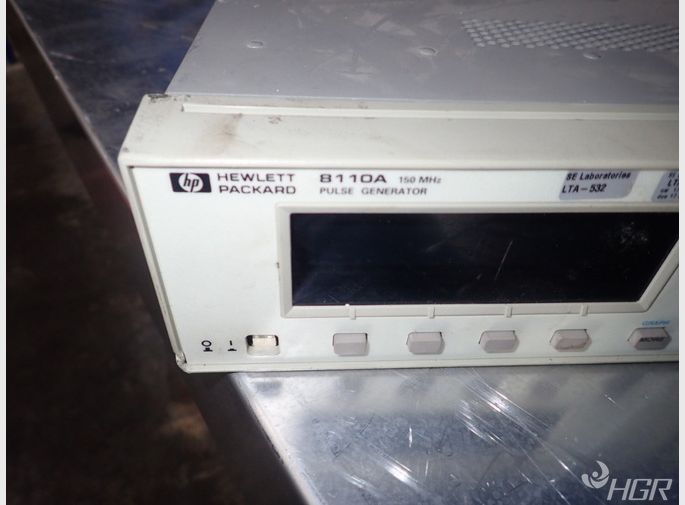 hp HEWLETT PACKARD
8110A 150 MHz
PULSE GENERATOR
SE Laboratories
LTA-532
O I
GRAPH
MORE
HGR